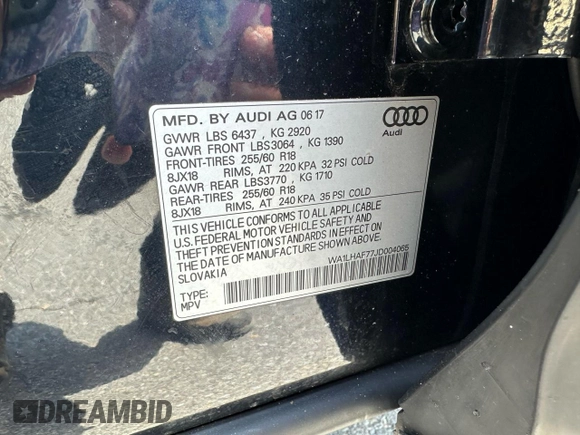 MFD. BY AUDI AG 06 17
GVWR LBS 6437 , KG 2920
GAWR FRONT LBS3064 , KG 1390
FRONT-TIRES 255/60 R18
8JX18 RIMS, AT 220 KPA 32 PSI COLD
GAWR REAR LBS3770 , KG 1710
REAR-TIRES 255/60 R18
8JX18 RIMS, AT 240 KPA 35 PSI COLD
THIS VEHICLE CONFORMS TO ALL APPLICABLE
U.S. FEDERAL MOTOR VEHICLE SAFETY AND
THEFT PREVENTION STANDARDS IN EFFECT ON
THE DATE OF MANUFACTURE SHOWN ABOVE
SLOVAKIA
Audi
WA1LHAF77JD004065
TYPE:
MPV
DREAMBID